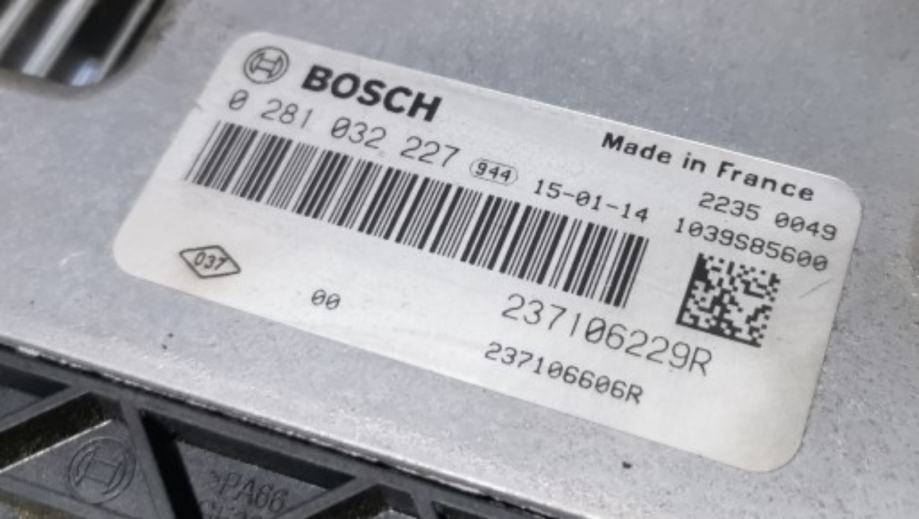 BOSCH
0 281 032 227 944 15-01-14
Made in France
2235 0049
1039S85600
037
00
237106229R
237106606R
>PA66